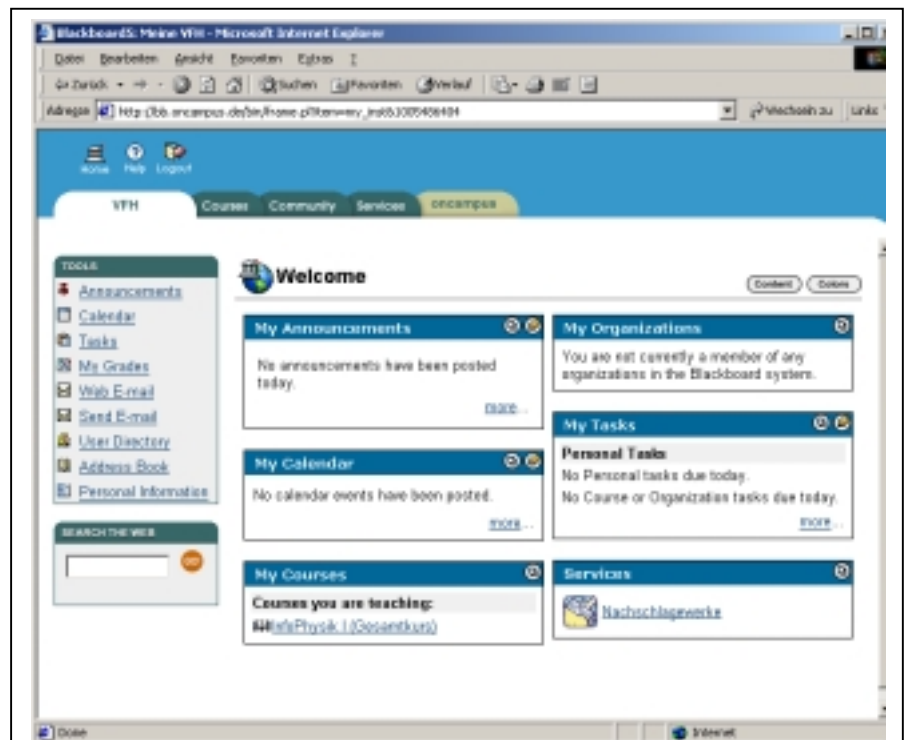 Blackboard5: Meine VFH - Microsoft Internet Explorer
Datei Bearbeiten Ansicht Favoriten Extras ?
Zurück Suchen Favoriten Verlauf
Adresse Wechseln zu Links
Home Help Logout
VFH Courses Community Services oncampus
TOOLS
Announcements
Calendar
Tasks
My Grades
Web E-mail
Send E-mail
User Directory
Address Book
Personal Information
SEARCH THE WEB
GO
Welcome
Content Colors
My Announcements
No announcements have been posted
today.
more...
My Calendar
No calendar events have been posted.
more...
My Courses
Courses you are teaching:
InfoPhysik I (Gesamtkurs)
My Organizations
You are not currently a member of any
organizations in the Blackboard system.
My Tasks
Personal Tasks
No Personal tasks due today.
No Course or Organization tasks due today.
more...
Services
Nachschlagewerke
Done Internet